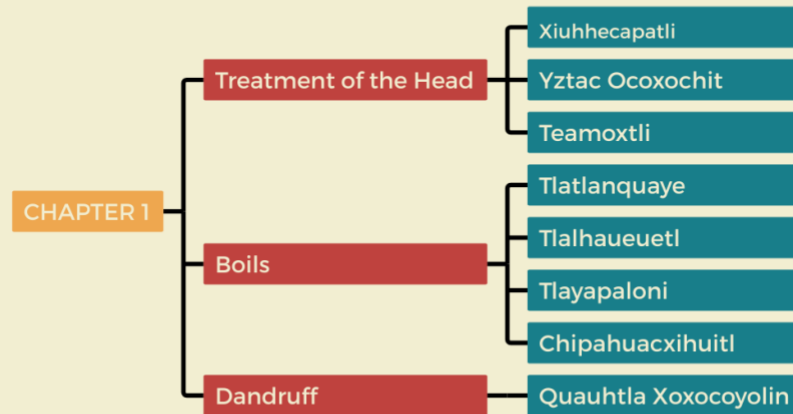 CHAPTER 1
Treatment of the Head
Xiuhhecapatli
Yztac Ocoxochit
Teamoxtli
Boils
Tlatlanquaye
Tlalhaueuetl
Tlayapaloni
Chipahuacxihuitl
Dandruff
Quauhtla Xoxocoyolin